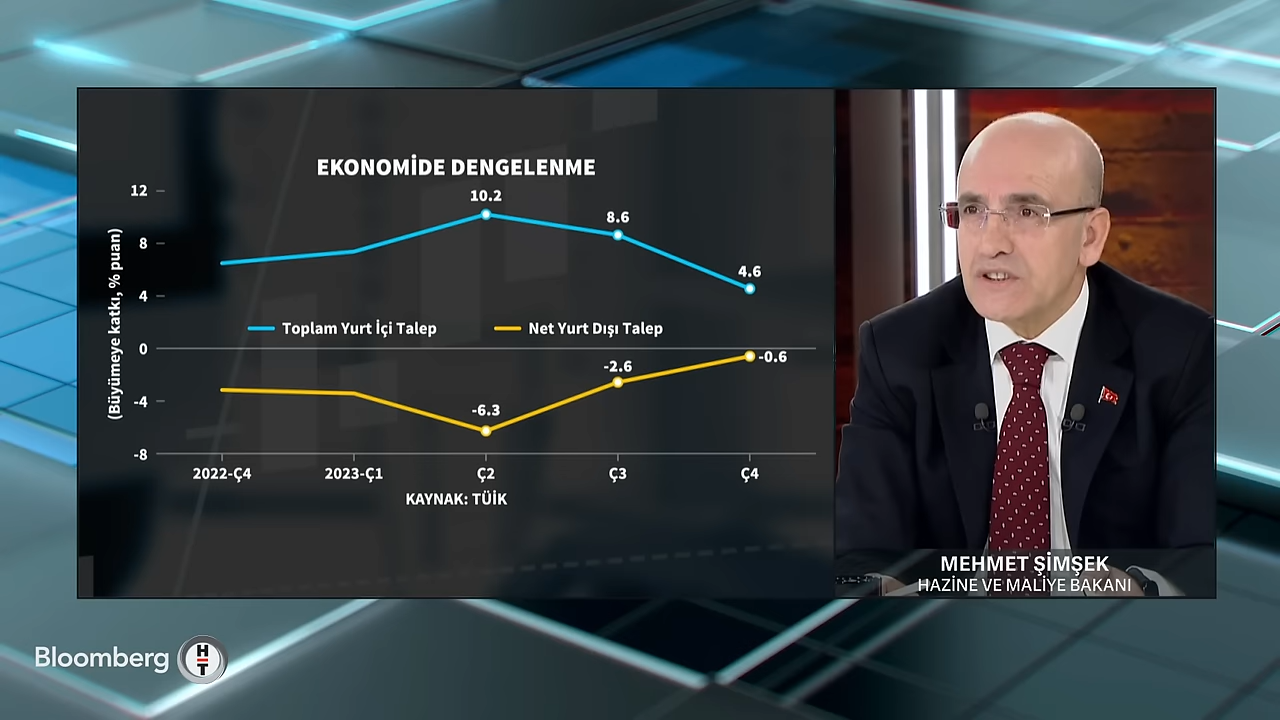 EKONOMİDE DENGELENME
(Büyümeye katkı, % puan)
12
8
4
0
-4
-8
10.2
8.6
4.6
Toplam Yurt İçi Talep
Net Yurt Dışı Talep
-6.3
-2.6
-0.6
2022-Ç4
2023-Ç1
Ç2
Ç3
Ç4
KAYNAK: TÜİK
MEHMET ŞİMŞEK
HAZİNE VE MALİYE BAKANI
Bloomberg HT